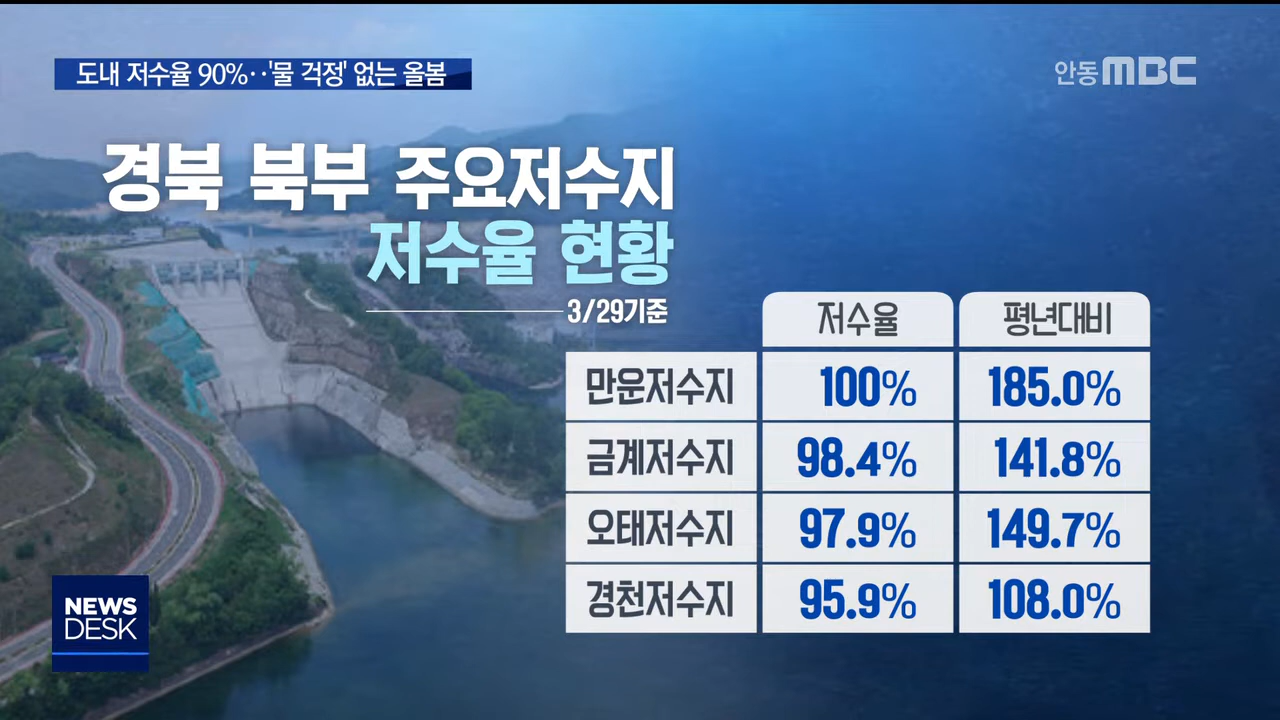 도내 저수율 90%··'물 걱정' 없는 올봄
안동MBC
경북 북부 주요저수지
저수율 현황
3/29기준
저수율 평년대비
만운저수지 100% 185.0%
금계저수지 98.4% 141.8%
오태저수지 97.9% 149.7%
경천저수지 95.9% 108.0%
NEWS
DESK